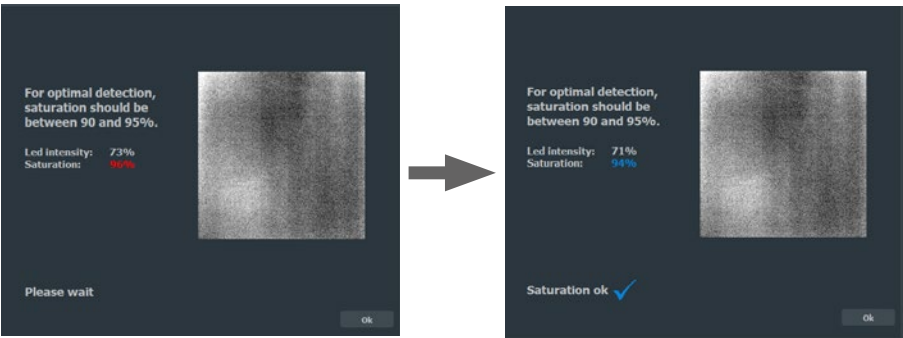 For optimal detection,
saturation should be
between 90 and 95%.
Led intensity: 73%
Saturation: 96%
Please wait
Ok
For optimal detection,
saturation should be
between 90 and 95%.
Led intensity: 71%
Saturation: 94%
Saturation ok
Ok